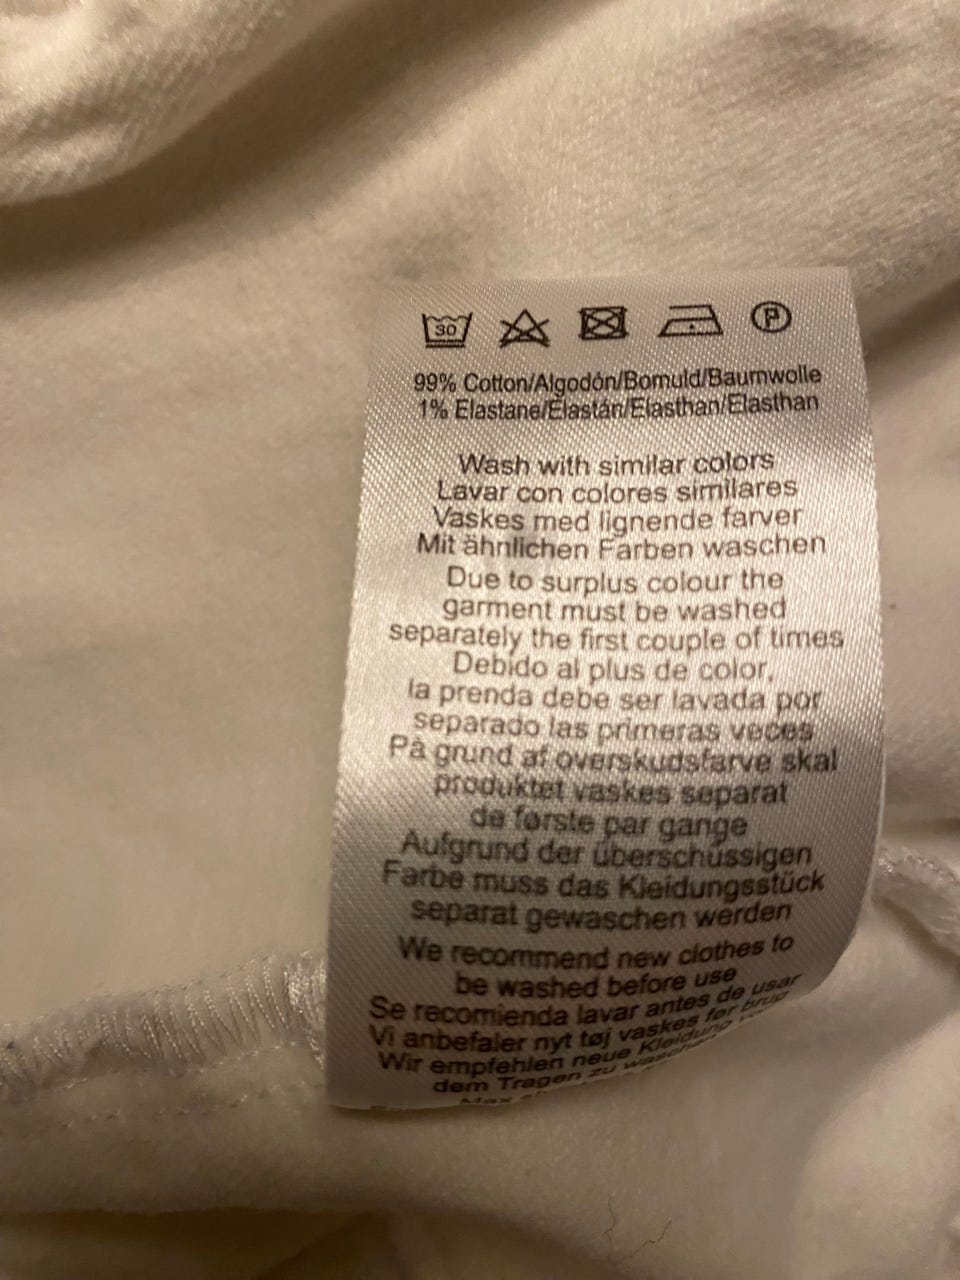 30
P
99% Cotton/Algodón/Bomuld/Baumwolle
1% Elastane/Elastán/Elasthan/Elasthan
Wash with similar colors
Lavar con colores similares
Vaskes med lignende farver
Mit ähnlichen Farben waschen
Due to surplus colour the
garment must be washed
separately the first couple of times
Debido al plus de color,
la prenda debe ser lavada por
separado las primeras veces
På grund af overskudsfarve skal
produktet vaskes separat
de første par gange
Aufgrund der überschüssigen
Farbe muss das Kleidungsstück
separat gewaschen werden
We recommend new clothes to
be washed before use
Se recomienda lavar antes de usar
Vi anbefaler nyt tøj vaskes før brug
Wir empfehlen neue Kleidung
dem Tragen zu
Max